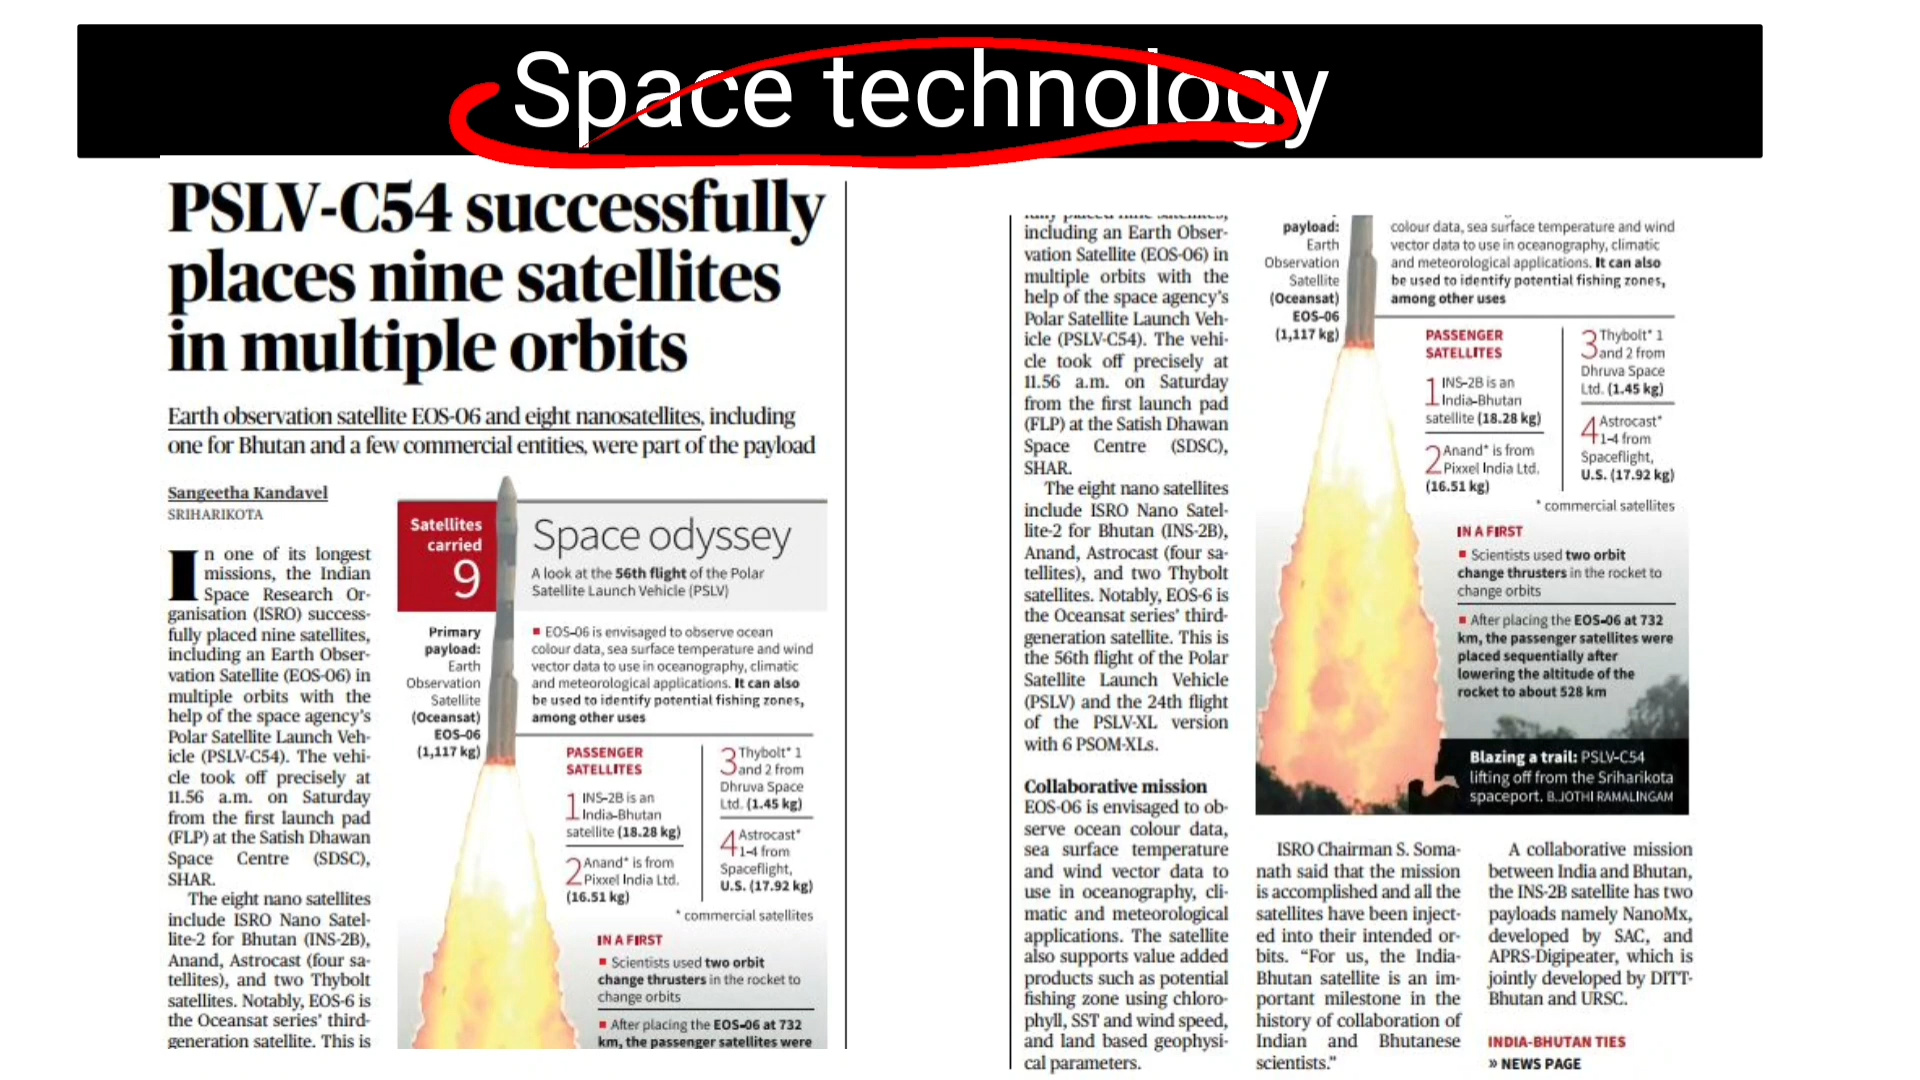 Space technology
PSLV-C54 successfully
places nine satellites
in multiple orbits
Earth observation satellite EOS-06 and eight nanosatellites, including
one for Bhutan and a few commercial entities, were part of the payload
Sangeetha Kandavel
SRIHARIKOTA
In one of its longest
missions, the Indian
Space Research Or-
ganisation (ISRO) success-
fully placed nine satellites,
including an Earth Obser-
vation Satellite (EOS-06) in
multiple orbits with the
help of the space agency's
Polar Satellite Launch Veh-
icle (PSLV-C54). The vehi-
cle took off precisely at
11.56 a.m. on Saturday
from the first launch pad
(FLP) at the Satish Dhawan
Space Centre (SDSC),
SHAR.
The eight nano satellites
include ISRO Nano Satel-
lite-2 for Bhutan (INS-2B),
Anand, Astrocast (four sa-
tellites), and two Thybolt
satellites. Notably, EOS-6 is
the Oceansat series' third-
generation satellite. This is
Satellites
carried
9
Space odyssey
A look at the 56th flight of the Polar
Satellite Launch Vehicle (PSLV)
Primary
payload:
Earth
Observation
Satellite
(Oceansat)
EOS-06
(1,117 kg)
▪ EOS-06 is envisaged to observe ocean
colour data, sea surface temperature and wind
vector data to use in oceanography, climatic
and meteorological applications. It can also
be used to identify potential fishing zones,
among other uses
PASSENGER
SATELLITES
1 INS-2B is an
India-Bhutan
satellite (18.28 kg)
2 Anand* is from
Pixxel India Ltd.
(16.51 kg)
3 Thybolt* 1
and 2 from
Dhruva Space
Ltd. (1.45 kg)
4 Astrocast*
1-4 from
Spaceflight,
U.S. (17.92 kg)
* commercial satellites
IN A FIRST
▪ Scientists used two orbit
change thrusters in the rocket to
change orbits
▪ After placing the EOS-06 at 732
km, the passenger satellites were
fully placed nine satellites,
including an Earth Obser-
vation Satellite (EOS-06) in
multiple orbits with the
help of the space agency's
Polar Satellite Launch Veh-
icle (PSLV-C54). The vehi-
cle took off precisely at
11.56 a.m. on Saturday
from the first launch pad
(FLP) at the Satish Dhawan
Space Centre (SDSC),
SHAR.
The eight nano satellites
include ISRO Nano Satel-
lite-2 for Bhutan (INS-2B),
Anand, Astrocast (four sa-
tellites), and two Thybolt
satellites. Notably, EOS-6 is
the Oceansat series' third-
generation satellite. This is
the 56th flight of the Polar
Satellite Launch Vehicle
(PSLV) and the 24th flight
of the PSLV-XL version
with 6 PSOM-XLs.
Collaborative mission
EOS-06 is envisaged to ob-
serve ocean colour data,
sea surface temperature
and wind vector data to
use in oceanography, cli-
matic and meteorological
applications. The satellite
also supports value added
products such as potential
fishing zone using chloro-
phyll, SST and wind speed,
and land based geophysi-
cal parameters.
payload:
Earth
Observation
Satellite
(Oceansat)
EOS-06
(1,117 kg)
colour data, sea surface temperature and wind
vector data to use in oceanography, climatic
and meteorological applications. It can also
be used to identify potential fishing zones,
among other uses
PASSENGER
SATELLITES
1 INS-2B is an
India-Bhutan
satellite (18.28 kg)
2 Anand* is from
Pixxel India Ltd.
(16.51 kg)
3 Thybolt* 1
and 2 from
Dhruva Space
Ltd. (1.45 kg)
4 Astrocast*
1-4 from
Spaceflight,
U.S. (17.92 kg)
* commercial satellites
IN A FIRST
▪ Scientists used two orbit
change thrusters in the rocket to
change orbits
▪ After placing the EOS-06 at 732
km, the passenger satellites were
placed sequentially after
lowering the altitude of the
rocket to about 528 km
Blazing a trail: PSLV-C54
lifting off from the Sriharikota
spaceport. B.JOTHI RAMALINGAM
ISRO Chairman S. Soma-
nath said that the mission
is accomplished and all the
satellites have been inject-
ed into their intended or-
bits. "For us, the India-
Bhutan satellite is an im-
portant milestone in the
history of collaboration of
Indian and Bhutanese
scientists."
A collaborative mission
between India and Bhutan,
the INS-2B satellite has two
payloads namely NanoMx,
developed by SAC, and
APRS-Digipeater, which is
jointly developed by DITT-
Bhutan and URSC.
INDIA-BHUTAN TIES
» NEWS PAGE